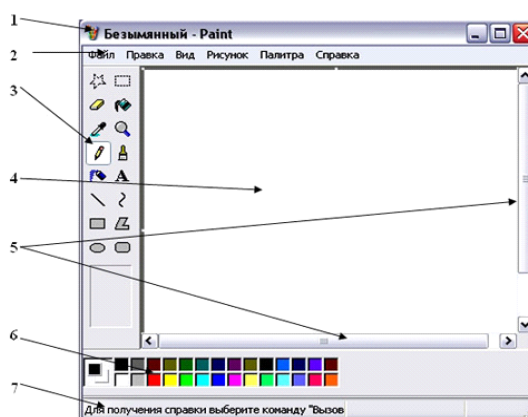 1
Безымянный - Paint
2
Файл Правка Вид Рисунок Палитра Справка
3
A
4
5
6
7
Для получения справки выберите команду "Вызов